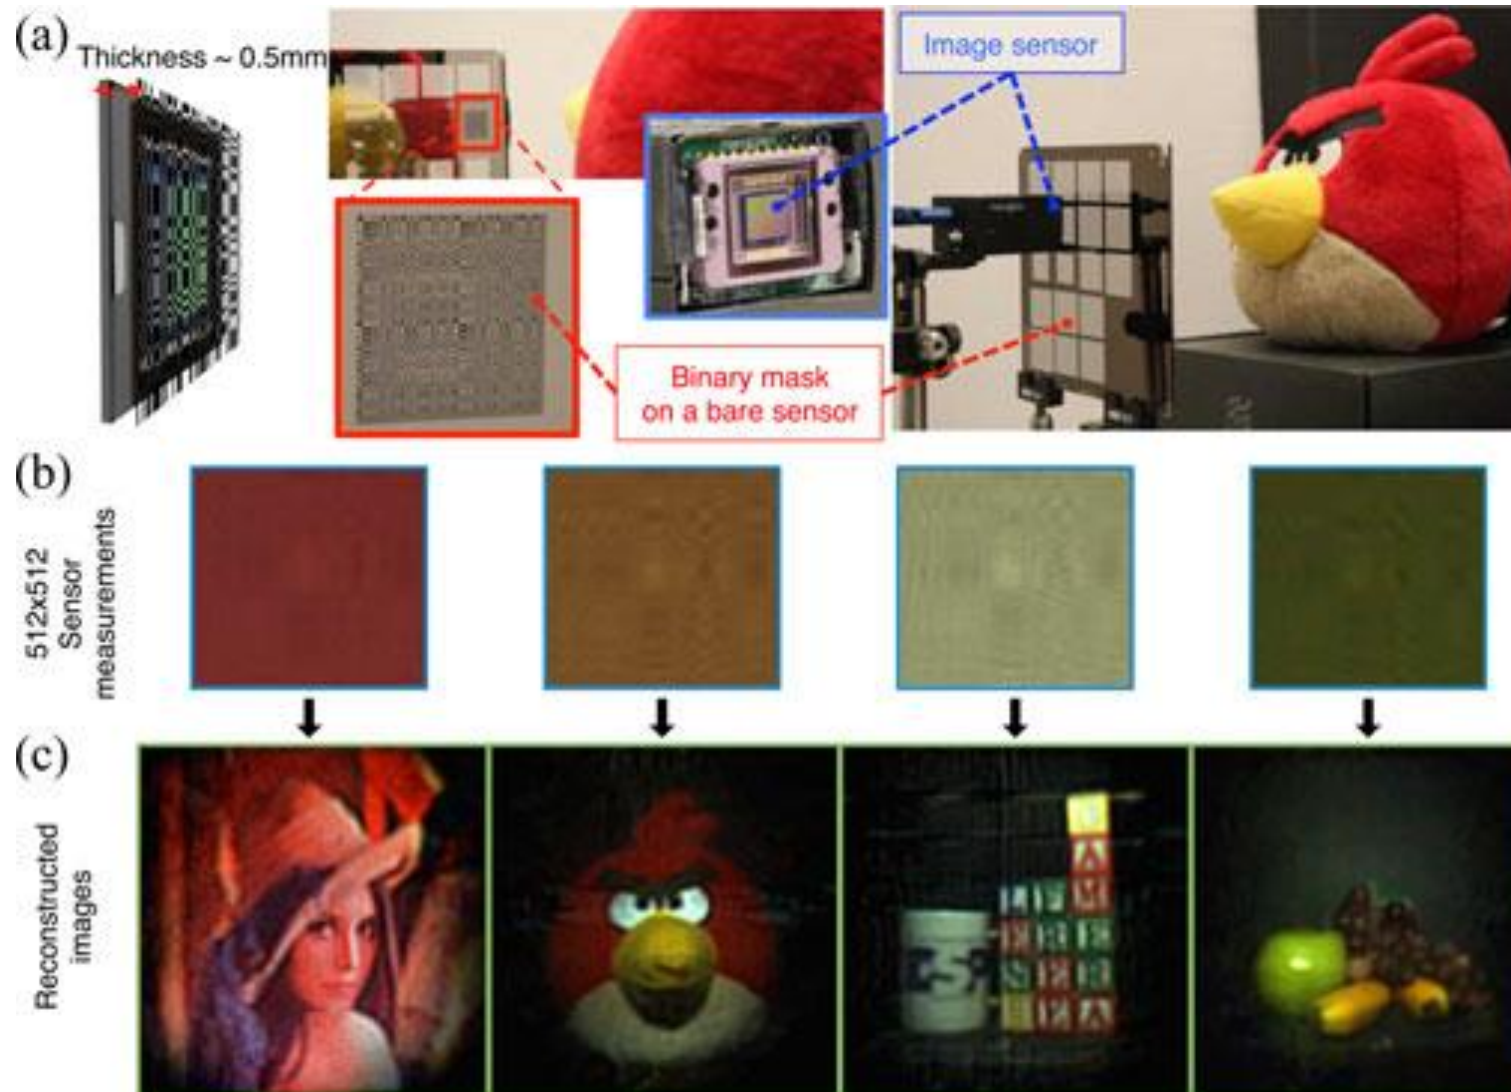 (a)
Thickness ~ 0.5mm
Image sensor
Binary mask
on a bare sensor
(b)
512x512
Sensor
measurements
(c)
Reconstructed
images